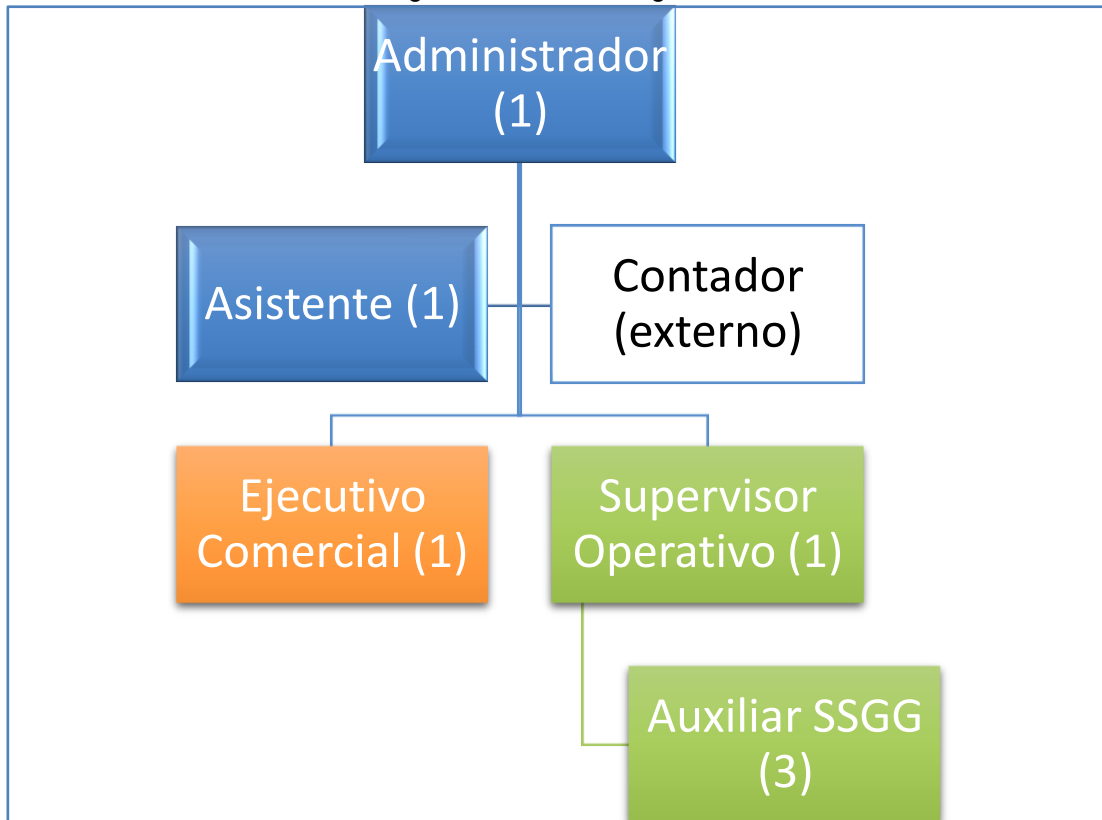 Administrador
(1)
Asistente (1)
Contador
(externo)
Ejecutivo
Comercial (1)
Supervisor
Operativo (1)
Auxiliar SSGG
(3)